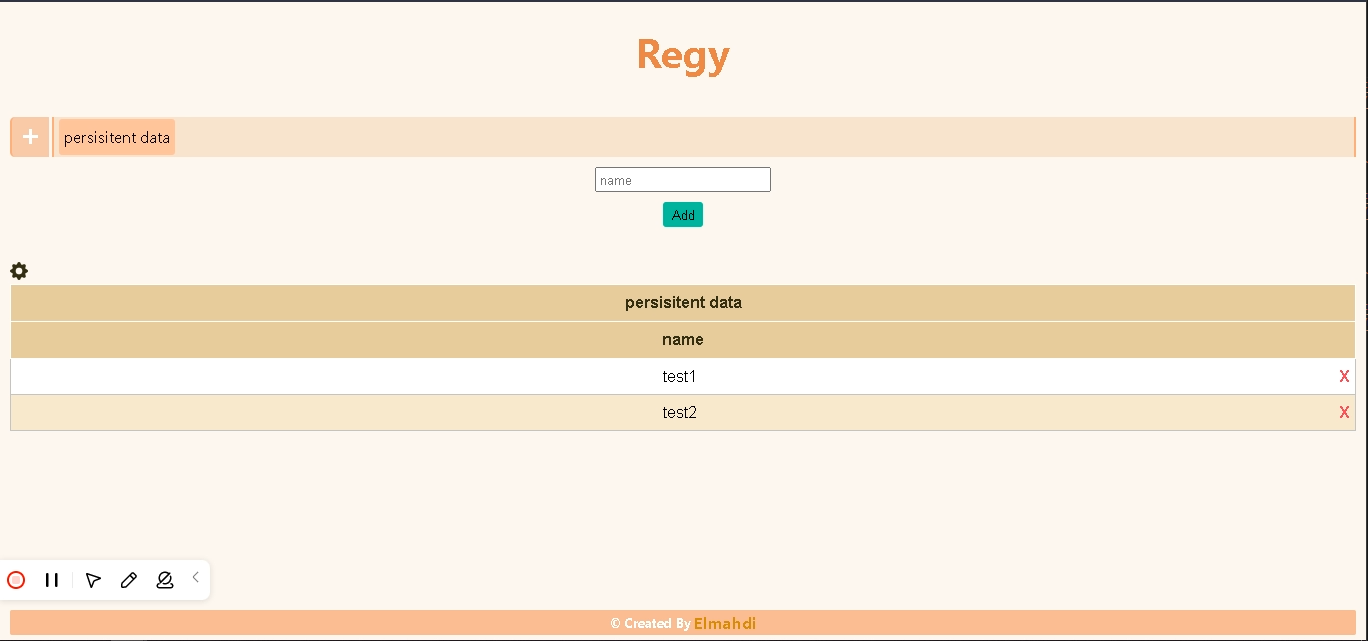 Regy
+ persisitent data
name
Add
persisitent data
name
test1 X
test2 X
© Created By Elmahdi